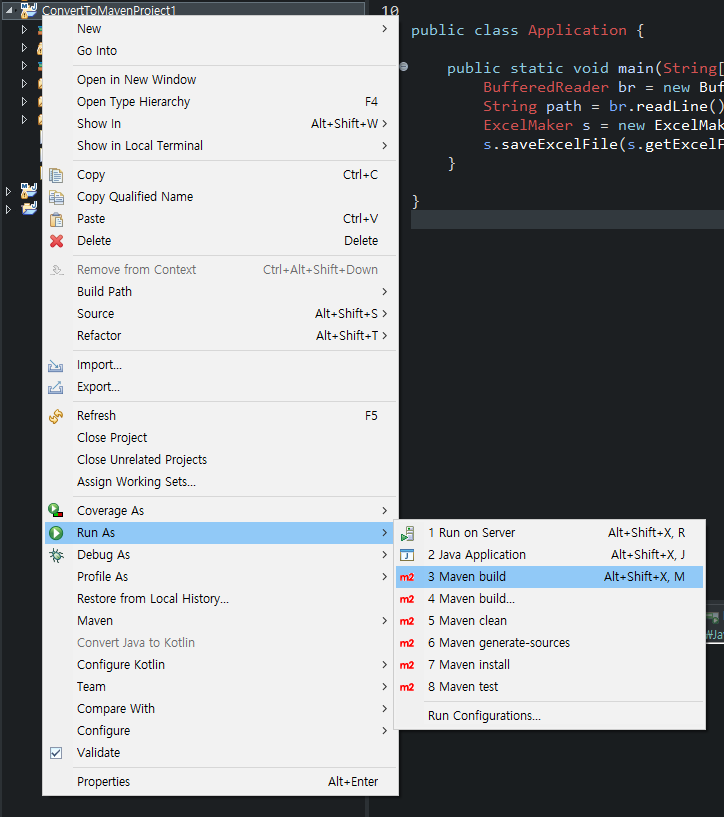 ConvertToMavenProject1
10
public class Application {
public static void main(String[
BufferedReader br = new Buf
String path = br.readLine()
ExcelMaker s = new ExcelMak
s.saveExcelFile(s.getExcelF
}
}
New
Go Into
Open in New Window
Open Type Hierarchy F4
Show In Alt+Shift+W
Show in Local Terminal
Copy Ctrl+C
Copy Qualified Name
Paste Ctrl+V
Delete Delete
Remove from Context Ctrl+Alt+Shift+Down
Build Path
Source Alt+Shift+S
Refactor Alt+Shift+T
Import...
Export...
Refresh F5
Close Project
Close Unrelated Projects
Assign Working Sets...
Coverage As
Run As
Debug As
Profile As
Restore from Local History...
Maven
Convert Java to Kotlin
Configure Kotlin
Team
Compare With
Configure
Validate
Properties Alt+Enter
1 Run on Server Alt+Shift+X, R
2 Java Application Alt+Shift+X, J
m2 3 Maven build Alt+Shift+X, M
m2 4 Maven build...
m2 5 Maven clean
m2 6 Maven generate-sources
m2 7 Maven install
m2 8 Maven test
Run Configurations...